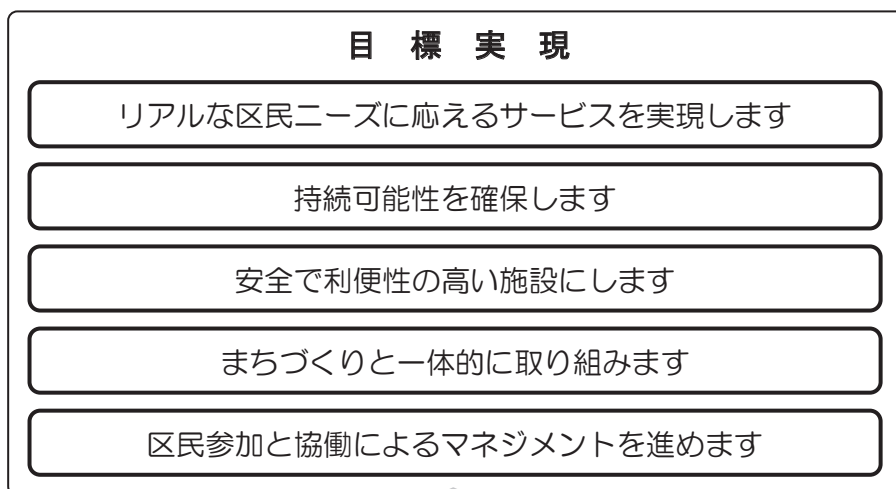 目 標 実 現
リアルな区民ニーズに応えるサービスを実現します
持続可能性を確保します
安全で利便性の高い施設にします
まちづくりと一体的に取り組みます
区民参加と協働によるマネジメントを進めます